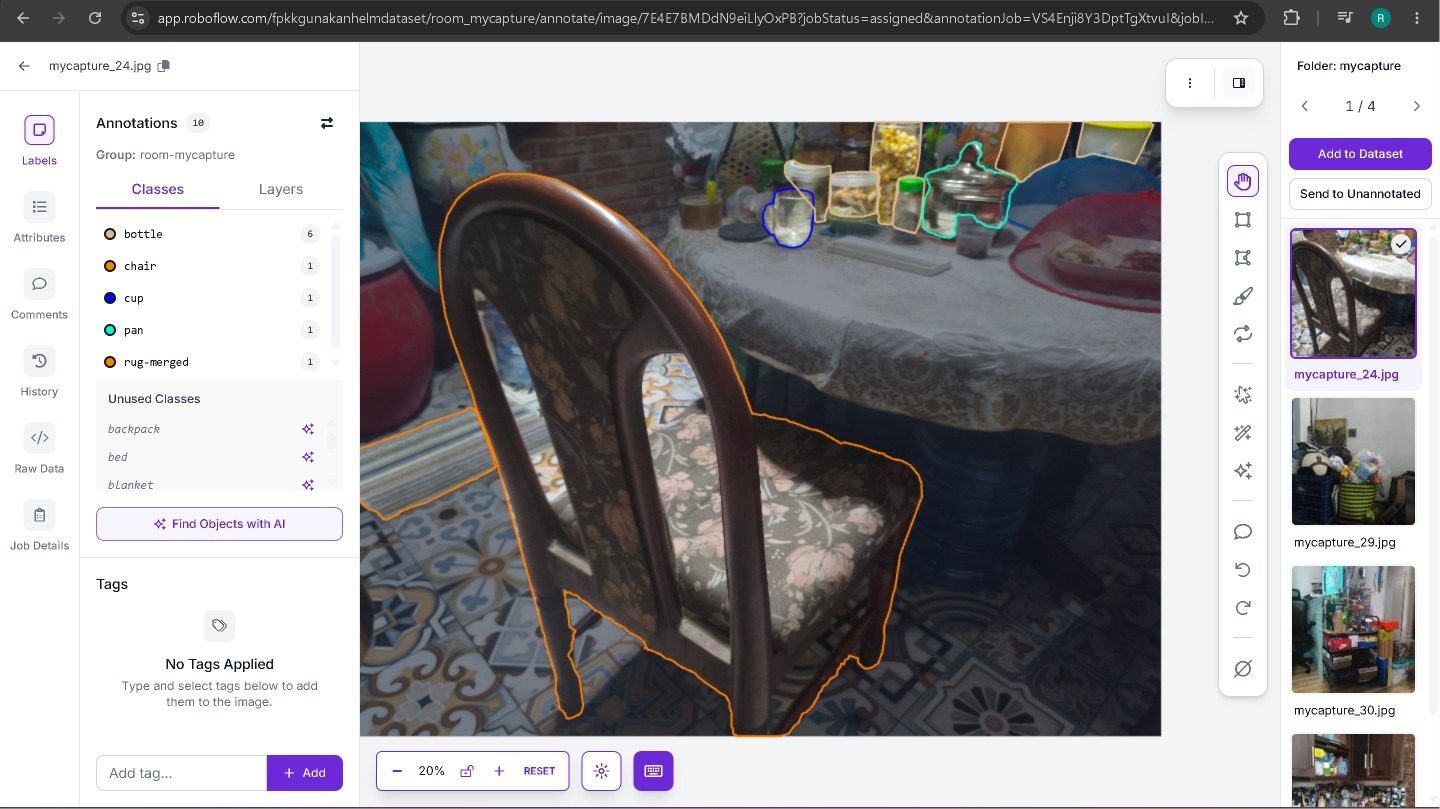 app.roboflow.com/fpkkgunakanhelmdataset/room_mycapture/annotate/image/7E4E7BMDdN9eiLlyOxPB?jobStatus=assigned&annotationJob=VS4Enji8Y3DptTgXtvuI&jobI...
R
mycapture_24.jpg
Labels
Attributes
Comments
History
Raw Data
Job Details
Annotations 10
Group: room-mycapture
Classes Layers
bottle 6
chair 1
cup 1
pan 1
rug-merged 1
Unused Classes
backpack
bed
blanket
Find Objects with AI
Tags
No Tags Applied
Type and select tags below to add
them to the image.
Add tag...
+ Add
− 20% + RESET
Folder: mycapture
1 / 4
Add to Dataset
Send to Unannotated
mycapture_24.jpg
mycapture_29.jpg
mycapture_30.jpg